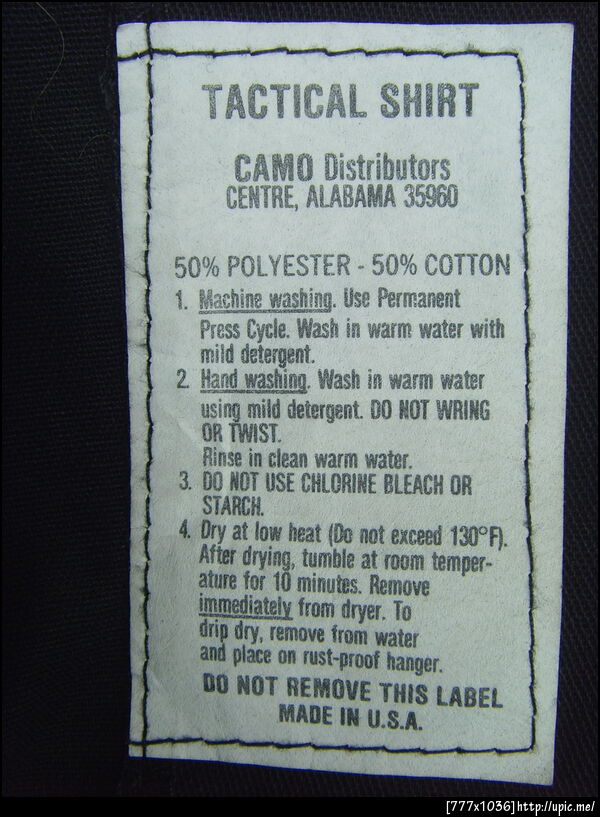 TACTICAL SHIRT
CAMO Distributors
CENTRE, ALABAMA 35960
50% POLYESTER - 50% COTTON
1. Machine washing. Use Permanent
Press Cycle. Wash in warm water with
mild detergent.
2. Hand washing. Wash in warm water
using mild detergent. DO NOT WRING
OR TWIST.
Rinse in clean warm water.
3. DO NOT USE CHLORINE BLEACH OR
STARCH.
4. Dry at low heat (Do not exceed 130°F).
After drying, tumble at room temper-
ature for 10 minutes. Remove
immediately from dryer. To
drip dry, remove from water
and place on rust-proof hanger.
DO NOT REMOVE THIS LABEL
MADE IN U.S.A.
[777x1036]http://upic.me/